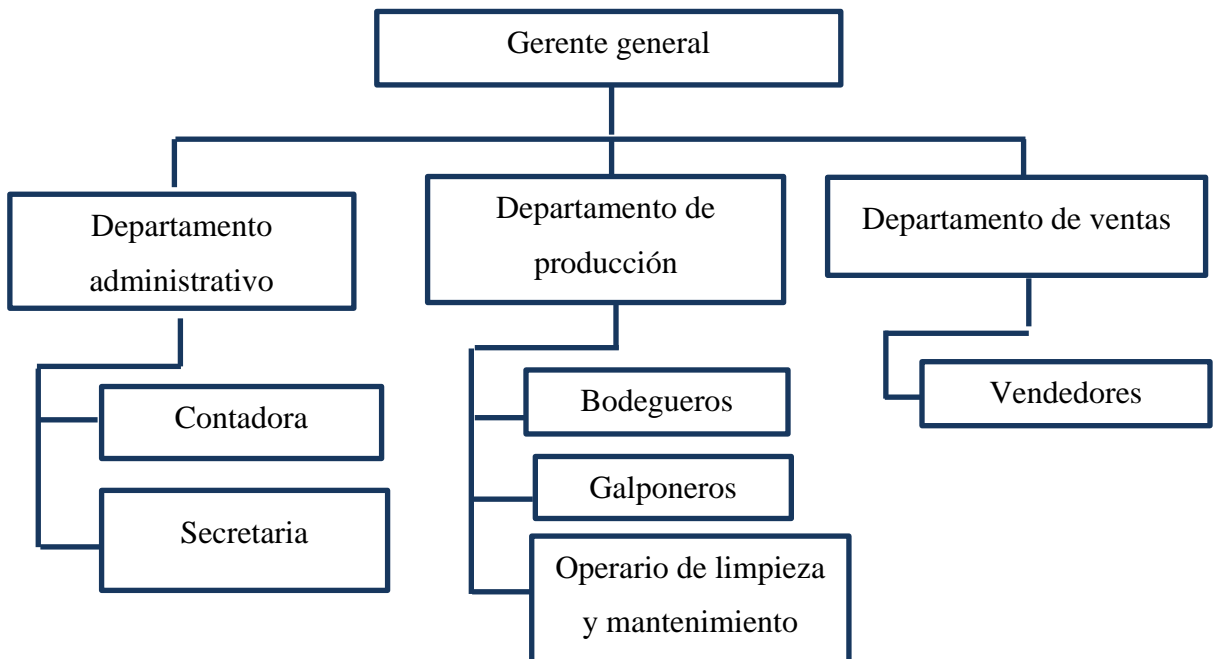 Gerente general
Departamento
administrativo
Departamento de
producción
Departamento de ventas
Contadora
Secretaria
Bodegueros
Galponeros
Operario de limpieza
y mantenimiento
Vendedores